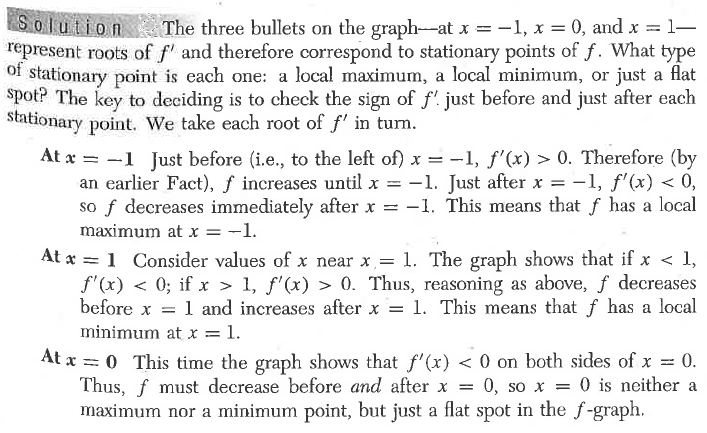 Solution The three bullets on the graph—at x = −1, x = 0, and x = 1—
represent roots of f′ and therefore correspond to stationary points of f. What type
of stationary point is each one: a local maximum, a local minimum, or just a flat
spot? The key to deciding is to check the sign of f′ just before and just after each
stationary point. We take each root of f′ in turn.
At x = −1 Just before (i.e., to the left of) x = −1, f′(x) > 0. Therefore (by
an earlier Fact), f increases until x = −1. Just after x = −1, f′(x) < 0,
so f decreases immediately after x = −1. This means that f has a local
maximum at x = −1.
At x = 1 Consider values of x near x = 1. The graph shows that if x < 1,
f′(x) < 0; if x > 1, f′(x) > 0. Thus, reasoning as above, f decreases
before x = 1 and increases after x = 1. This means that f has a local
minimum at x = 1.
At x = 0 This time the graph shows that f′(x) < 0 on both sides of x = 0.
Thus, f must decrease before and after x = 0, so x = 0 is neither a
maximum nor a minimum point, but just a flat spot in the f-graph.